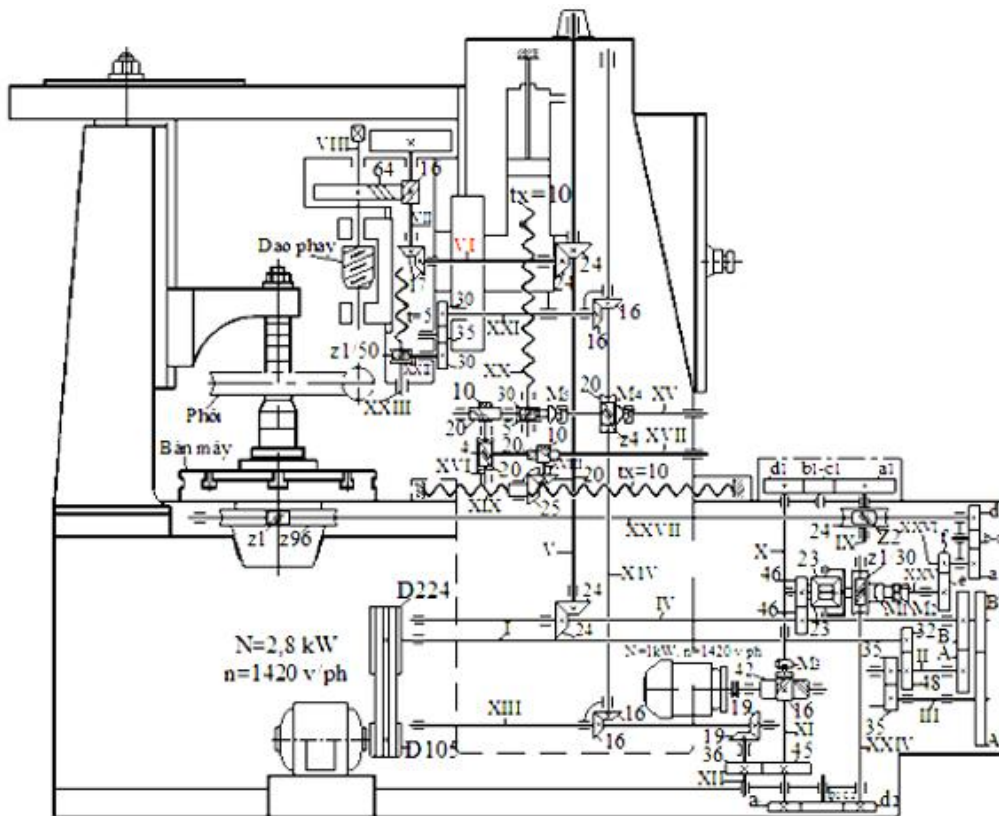 VIII
64
16
tx=10
VII
VI
Dao phay
24
24
17
t=5
30
16
XXI
35
16
z1/50
30
XXII
XX
XXIII
Phôi
10
30
M5
20
M4
XV
20
5
z4
XVII
Bàn máy
4
20
10
XVI
20
20
tx=10
d1
b1-c1
a1
XIX
25
XXVII
24
Z2
XXVI
z1
z96
IX
f
V
X
z1
30
XIV
23
D224
46
XXV
e
a
24
IV
46
M1
M2
B
I
23
32
B
N=2,8 kW
24
N=1kW, n=1420 v/ph
M3
35
II
A
n=1420 v/ph
42
48
16
XIII
19
16
III
16
19
XI
35
A
D105
36
45
XXIV
XII
a